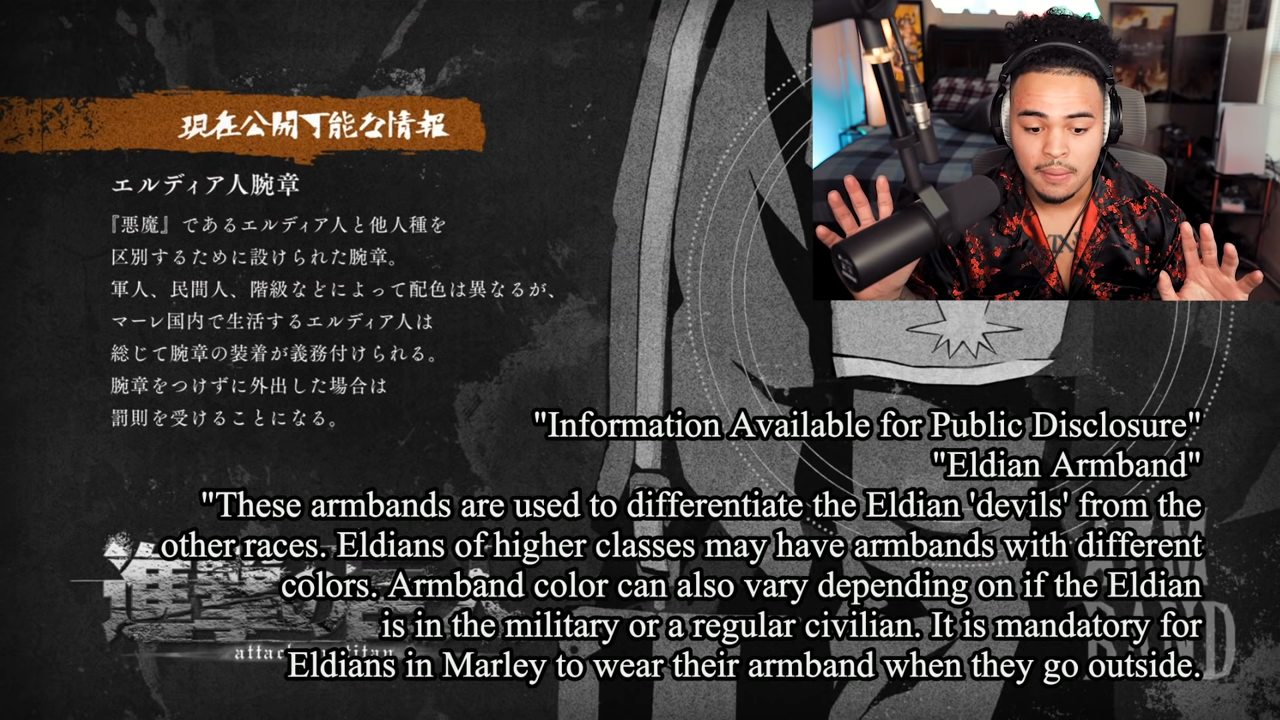 現在公開可能な情報
エルディア人腕章
『悪魔』であるエルディア人と他人種を
区別するために設けられた腕章。
軍人、民間人、階級などによって配色は異なるが、
マーレ国内で生活するエルディア人は
総じて腕章の装着が義務付けられる。
腕章をつけずに外出した場合は
罰則を受けることになる。
"Information Available for Public Disclosure"
"Eldian Armband"
"These armbands are used to differentiate the Eldian 'devils' from the
other races. Eldians of higher classes may have armbands with different
colors. Armband color can also vary depending on if the Eldian
is in the military or a regular civilian. It is mandatory for
Eldians in Marley to wear their armband when they go outside.